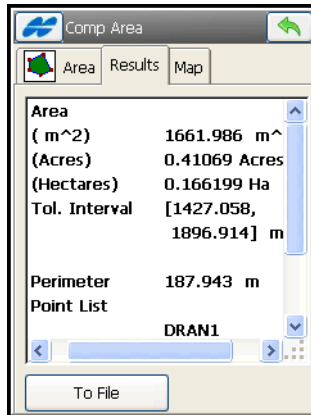 Comp Area
Area Results Map
Area
( m^2) 1661.986 m^
(Acres) 0.41069 Acres
(Hectares) 0.166199 Ha
Tol. Interval [1427.058,
1896.914] m
Perimeter 187.943 m
Point List
DRAN1
To File